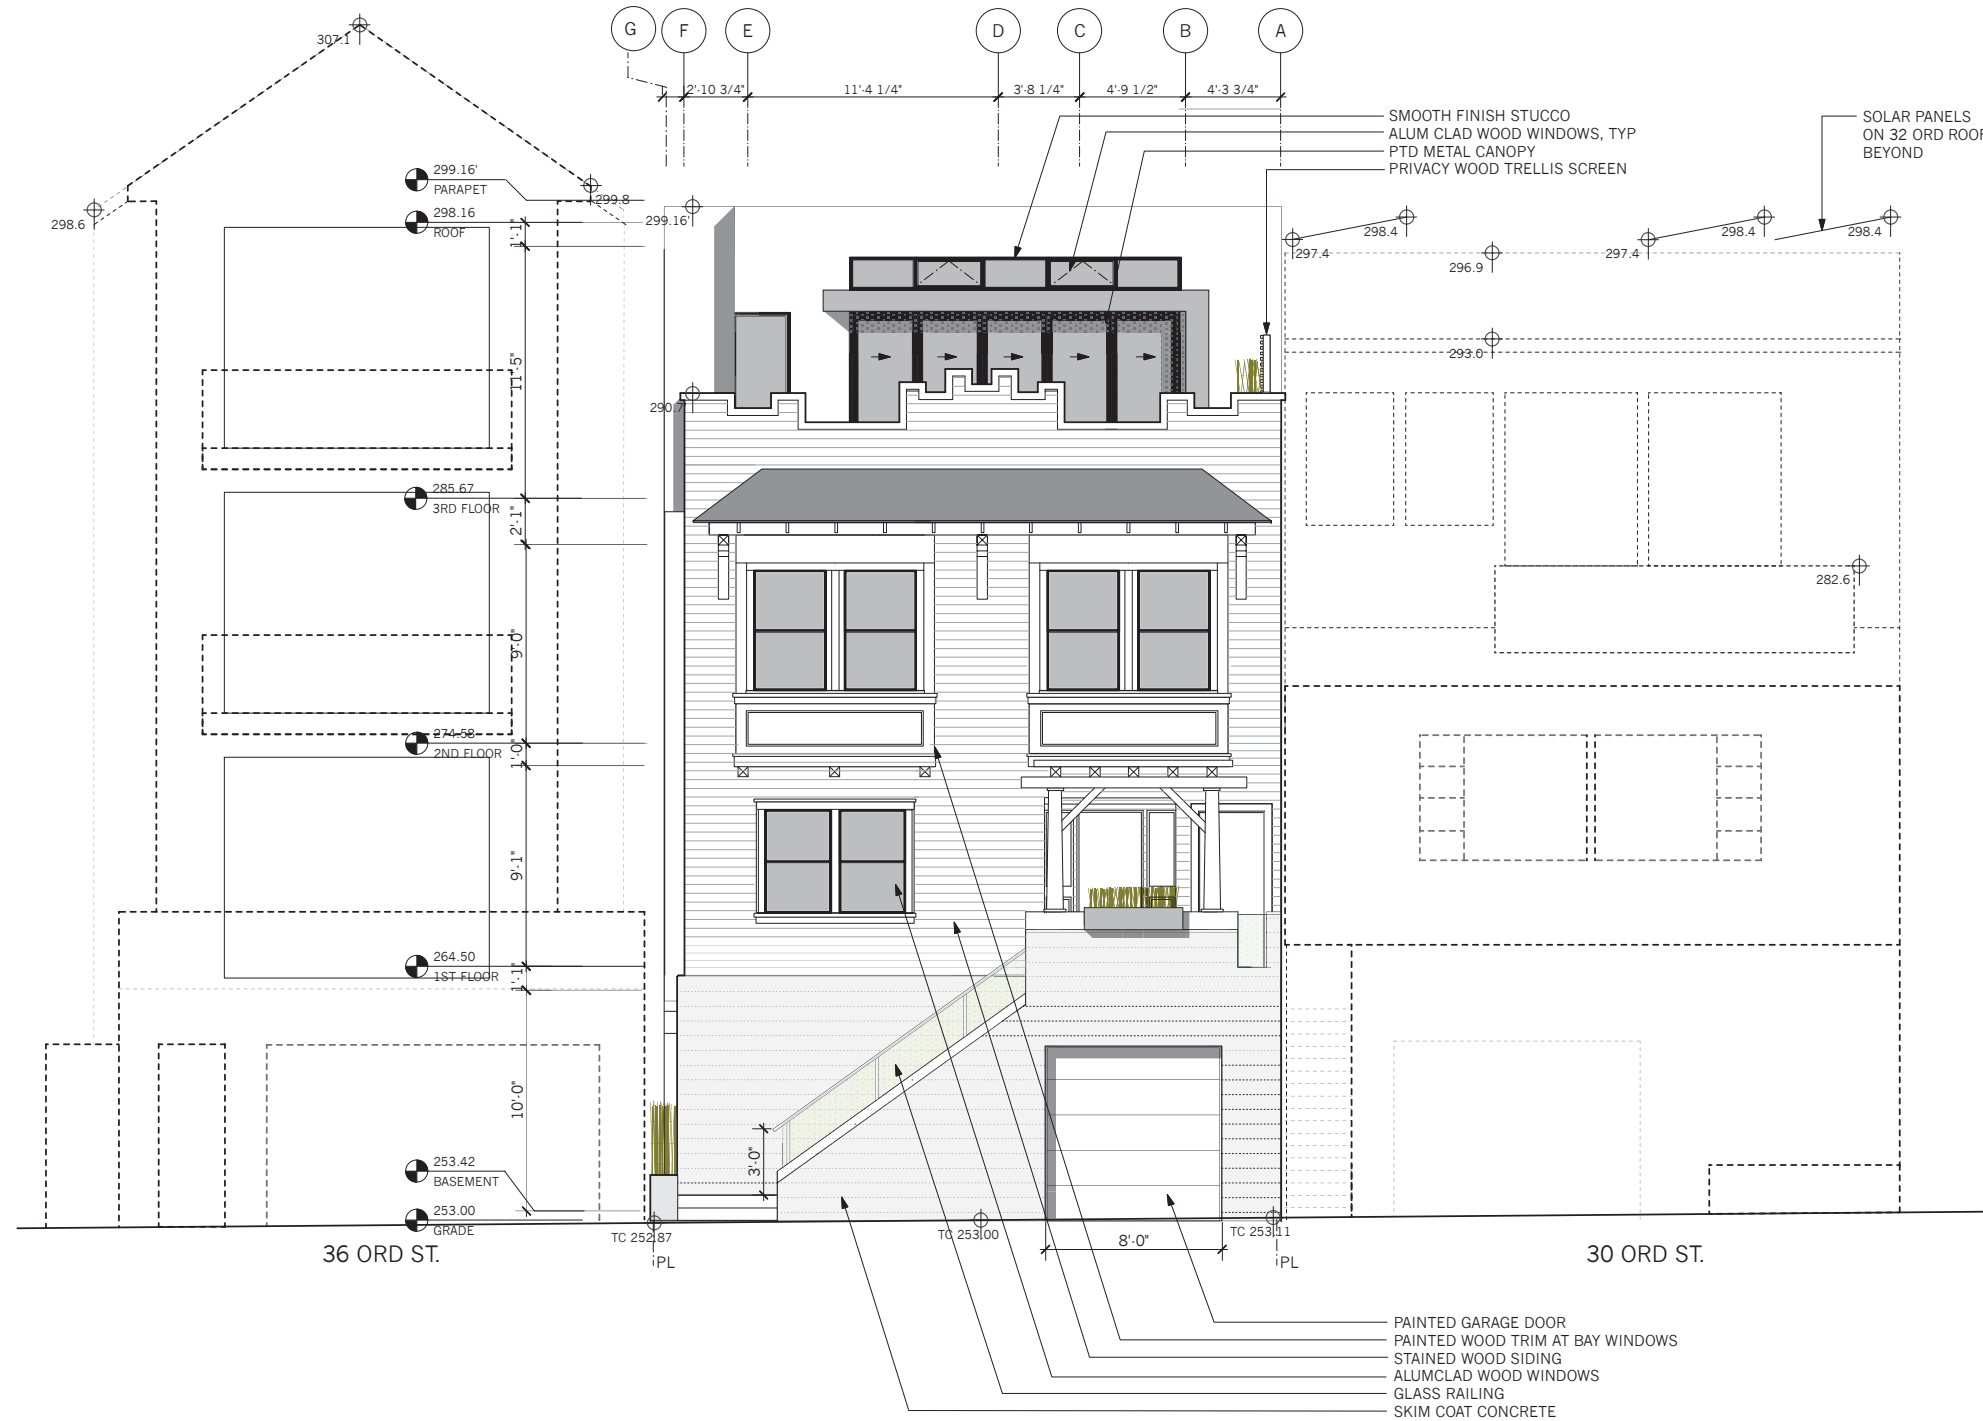 G F E D C B A
2'-10 3/4" 11'-4 1/4" 3'-8 1/4" 4'-9 1/2" 4'-3 3/4"
307.1
SMOOTH FINISH STUCCO
ALUM CLAD WOOD WINDOWS, TYP
PTD METAL CANOPY
PRIVACY WOOD TRELLIS SCREEN
SOLAR PANELS
ON 32 ORD ROOF
BEYOND
299.16'
PARAPET
298.16
ROOF
298.6
299.8
299.16'
1'-1"
297.4
298.4
296.9
297.4
298.4
298.4
293.0
11'-5"
290.7
285.67
3RD FLOOR
2'-1"
282.6
9'-0"
274.58
2ND FLOOR
1'-0"
9'-1"
264.50
1ST FLOOR
1'-1"
10'-0"
3'-0"
253.42
BASEMENT
253.00
GRADE
TC 252.87
TC 253.00
TC 253.11
8'-0"
PL
PL
36 ORD ST.
30 ORD ST.
PAINTED GARAGE DOOR
PAINTED WOOD TRIM AT BAY WINDOWS
STAINED WOOD SIDING
ALUMCLAD WOOD WINDOWS
GLASS RAILING
SKIM COAT CONCRETE